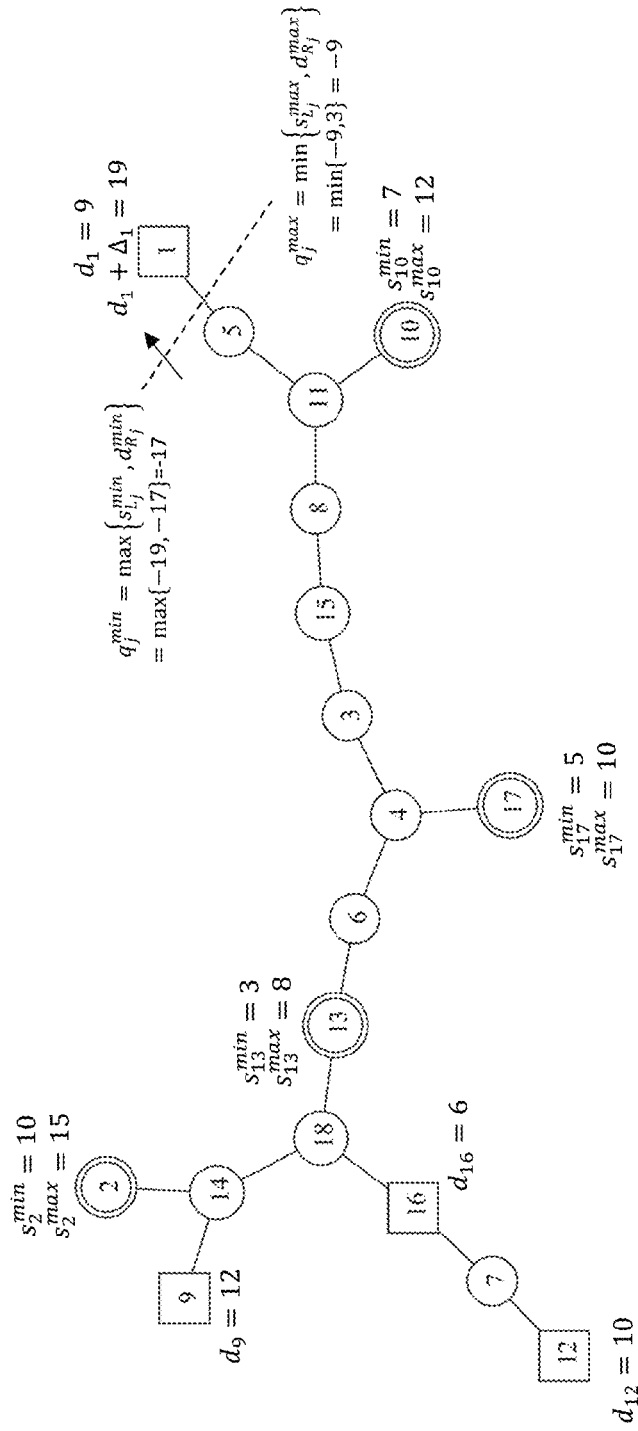 s_2^{min} = 10
s_2^{max} = 15
2
9
d_9 = 12
14
18
16
d_{16} = 6
7
12
d_{12} = 10
s_{13}^{min} = 3
s_{13}^{max} = 8
13
6
4
17
s_{17}^{min} = 5
s_{17}^{max} = 10
3
15
8
11
10
s_{10}^{min} = 7
s_{10}^{max} = 12
5
1
d_1 = 9
d_1 + Δ_1 = 19
q_j^{min} = max{s_{L_j}^{min}, d_{R_j}^{min}}
= max{−19, −17}=-17
q_j^{max} = min{s_{L_j}^{max}, d_{R_j}^{max}}
= min{−9,3} = −9